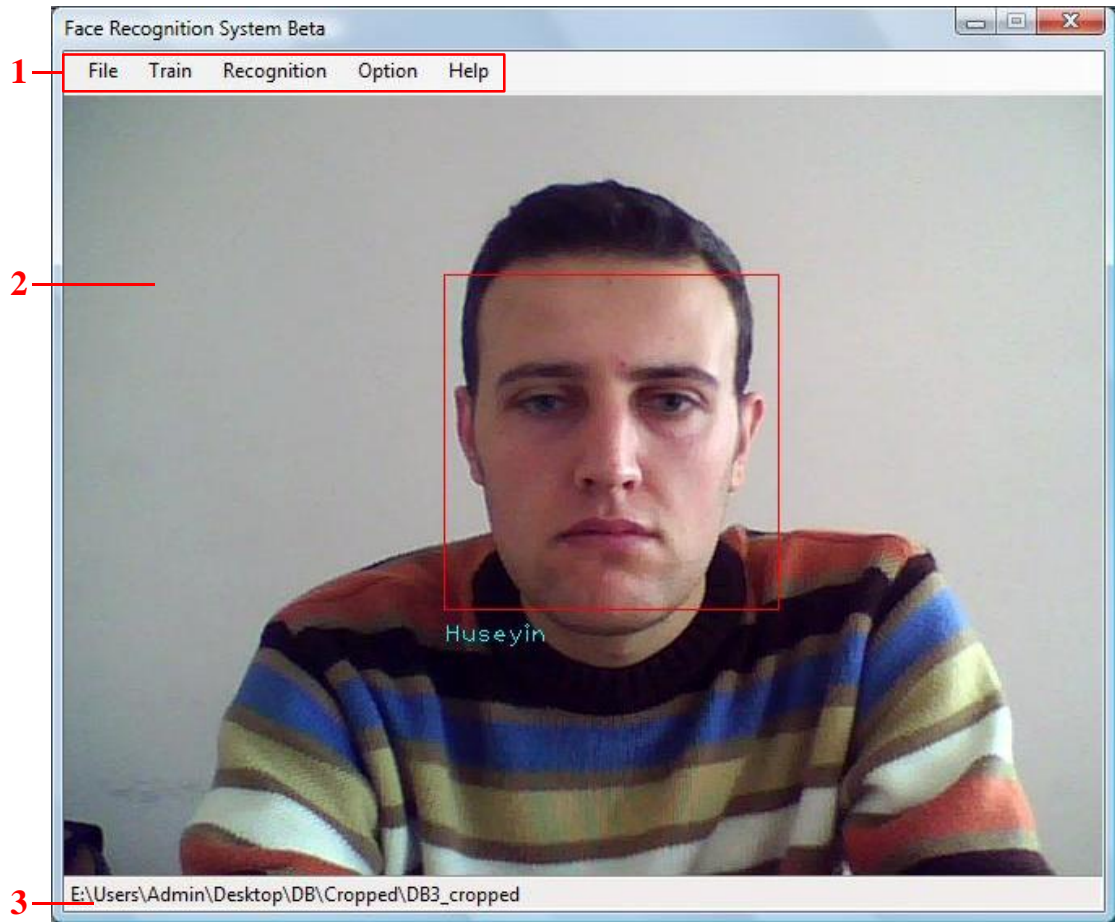 Face Recognition System Beta
1
File Train Recognition Option Help
2
Huseyin
E:\Users\Admin\Desktop\DB\Cropped\DB3_cropped
3